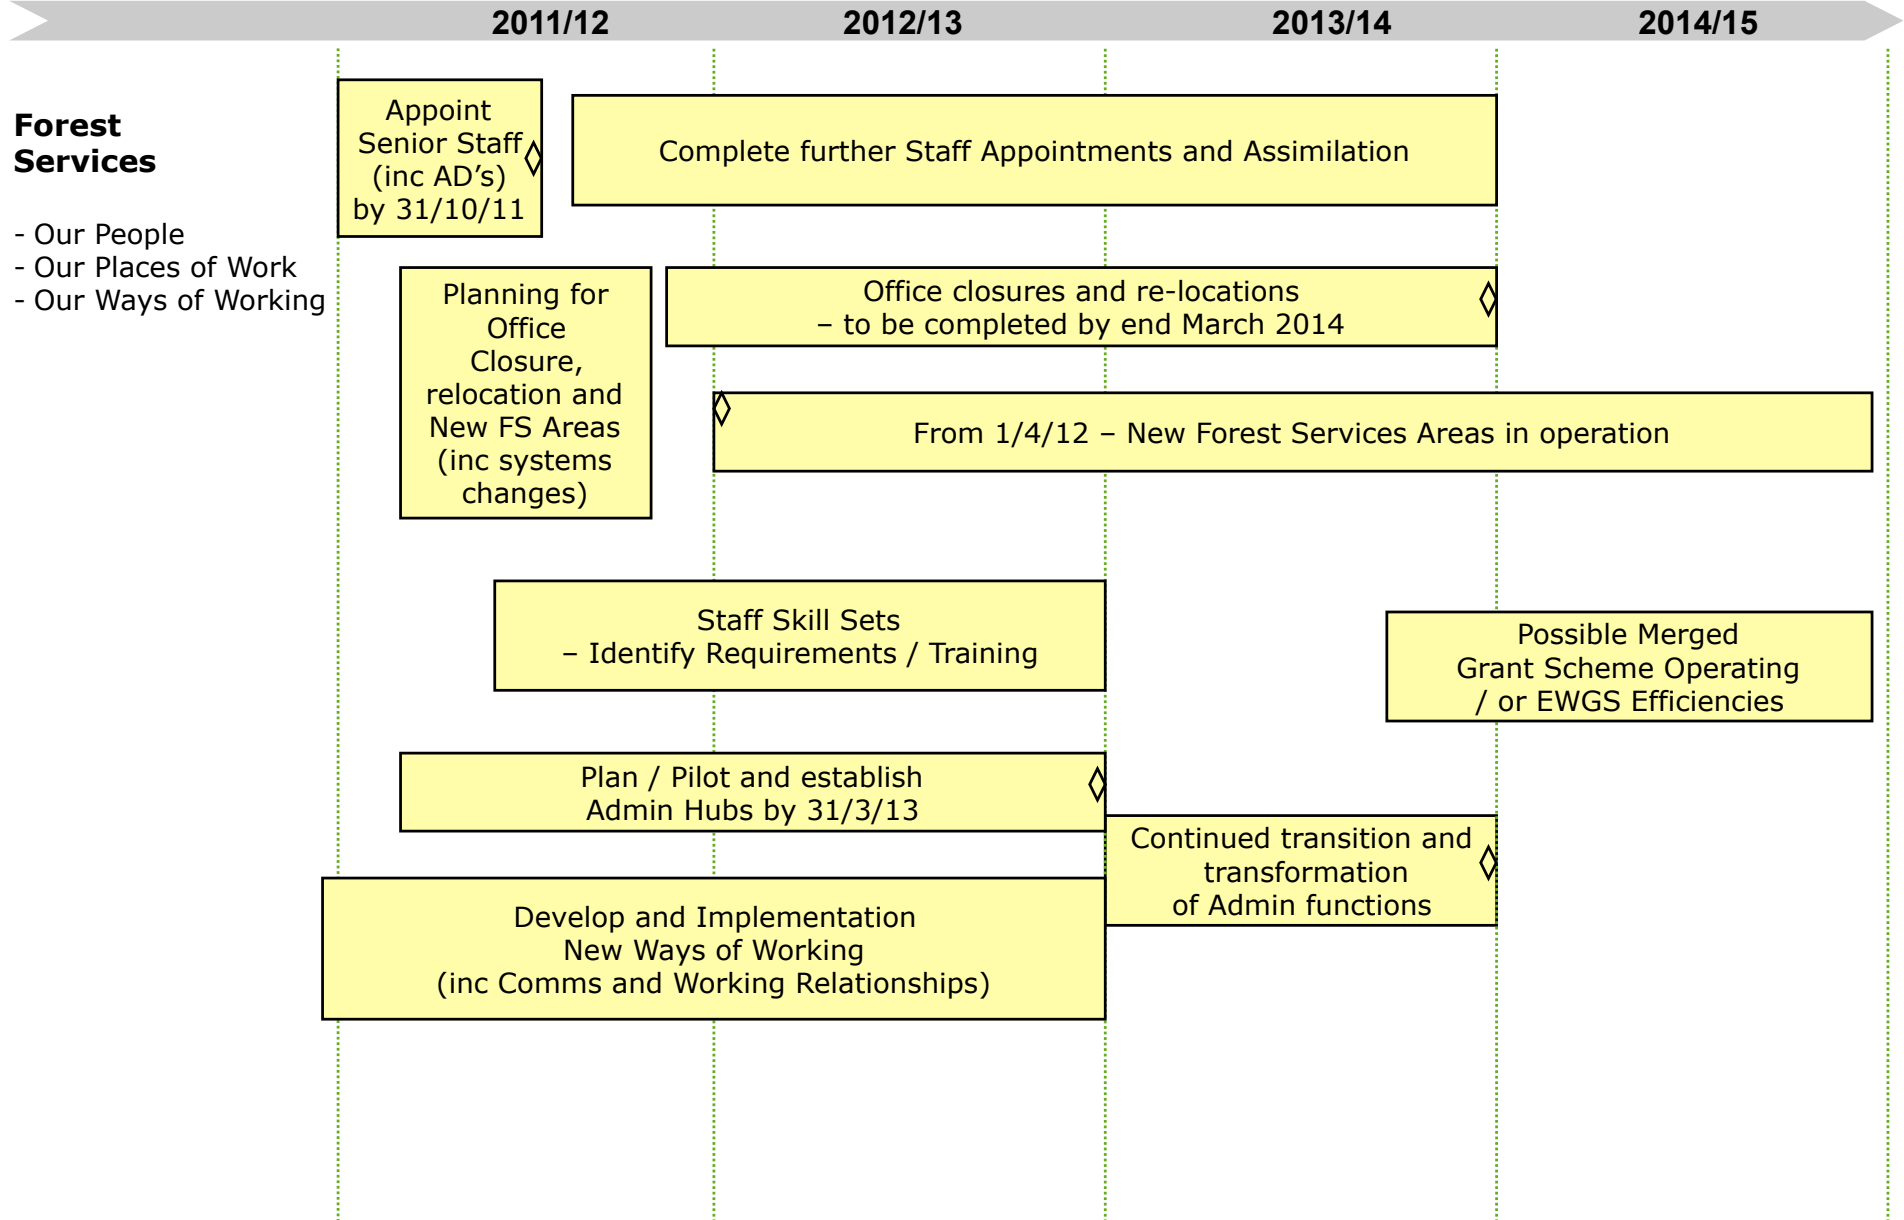 2011/12
2012/13
2013/14
2014/15
Forest
Services
- Our People
- Our Places of Work
- Our Ways of Working
Appoint
Senior Staff
(inc AD’s)
by 31/10/11
Complete further Staff Appointments and Assimilation
Planning for
Office
Closure,
relocation and
New FS Areas
(inc systems
changes)
Office closures and re-locations
– to be completed by end March 2014
From 1/4/12 – New Forest Services Areas in operation
Staff Skill Sets
– Identify Requirements / Training
Possible Merged
Grant Scheme Operating
/ or EWGS Efficiencies
Plan / Pilot and establish
Admin Hubs by 31/3/13
Continued transition and
transformation
of Admin functions
Develop and Implementation
New Ways of Working
(inc Comms and Working Relationships)